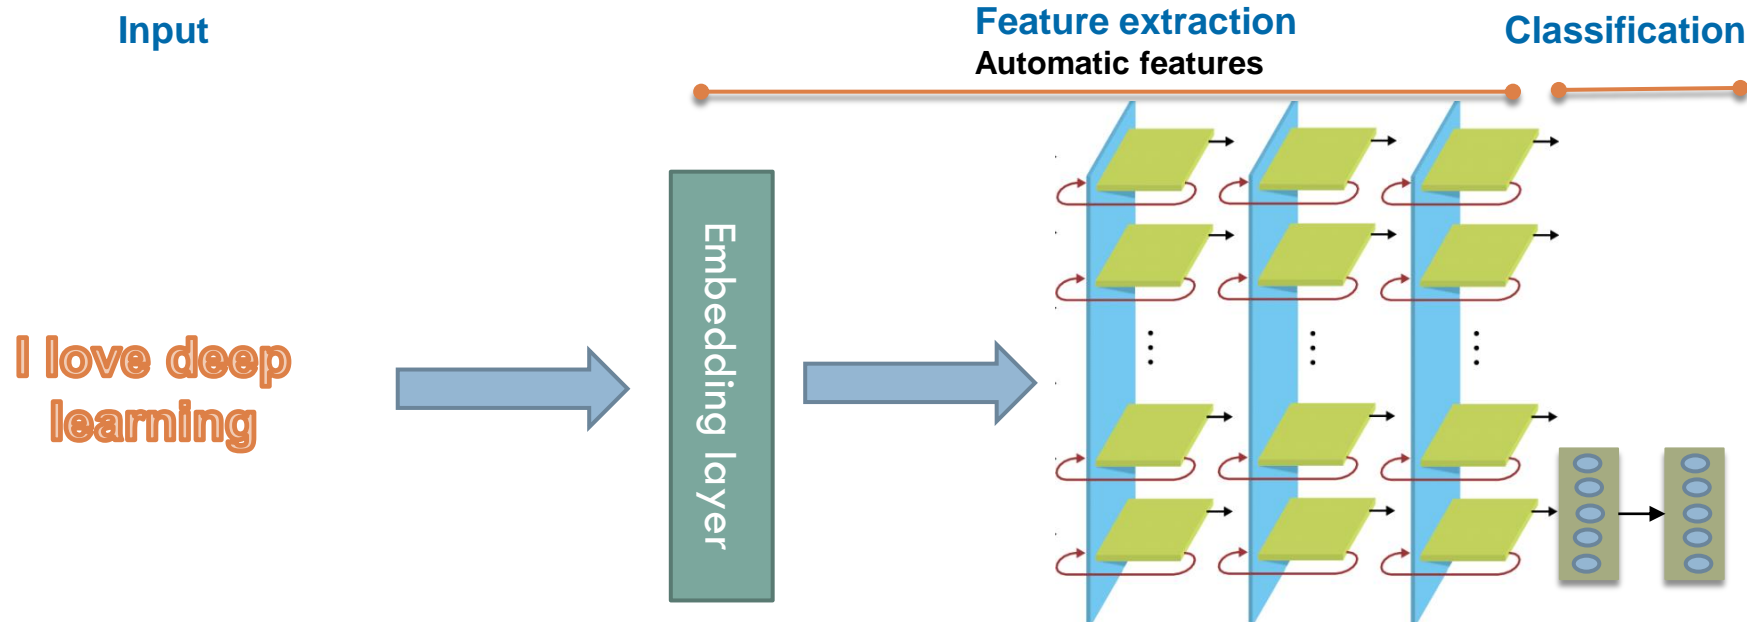 Input
Feature extraction
Automatic features
Classification
I love deep
learning
Embedding layer